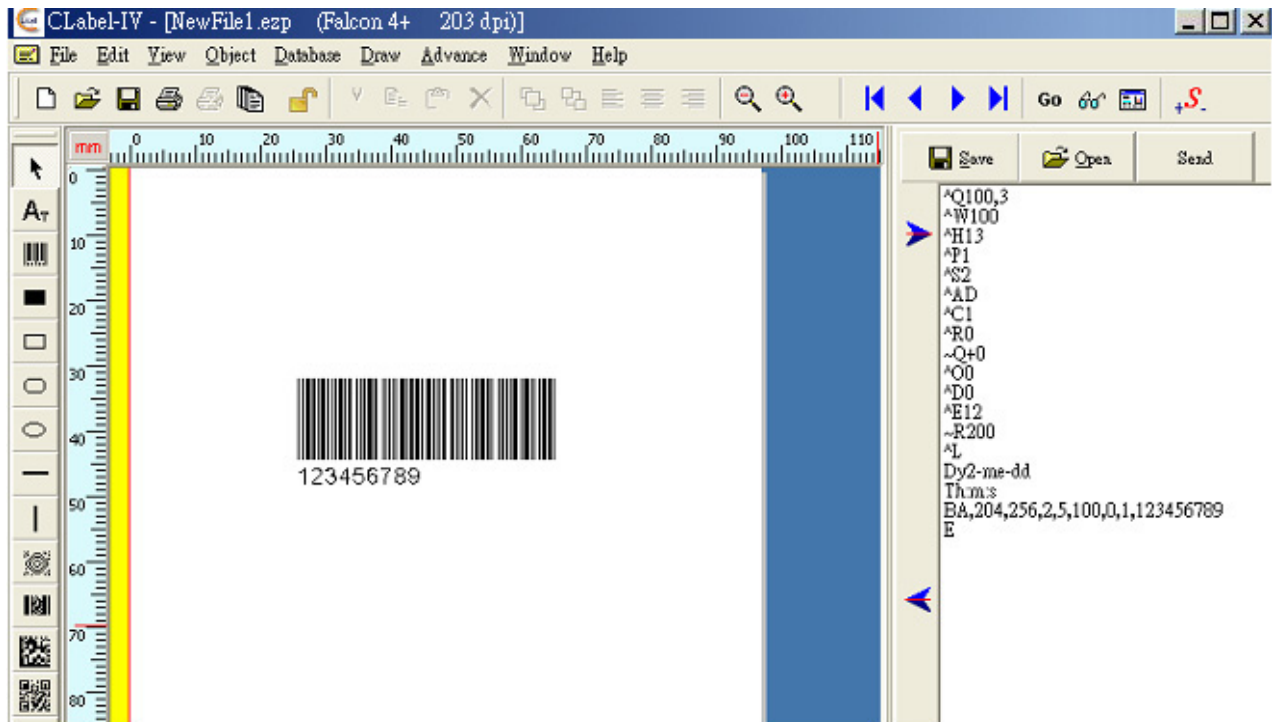 CLabel-IV - [NewFile1.ezp (Falcon 4+ 203 dpi)]
File Edit View Object Database Draw Advance Window Help
Go +S-
mm 0 10 20 30 40 50 60 70 80 90 100 110
Save Open Send
0
10
20
30
40
50
60
70
80
AT
123456789
^Q100,3
^W100
^H13
^P1
^S2
^AD
^C1
^R0
~Q+0
^O0
^D0
^E12
~R200
^L
Dy2-me-dd
Th:m:s
BA,204,256,2,5,100,0,1,123456789
E